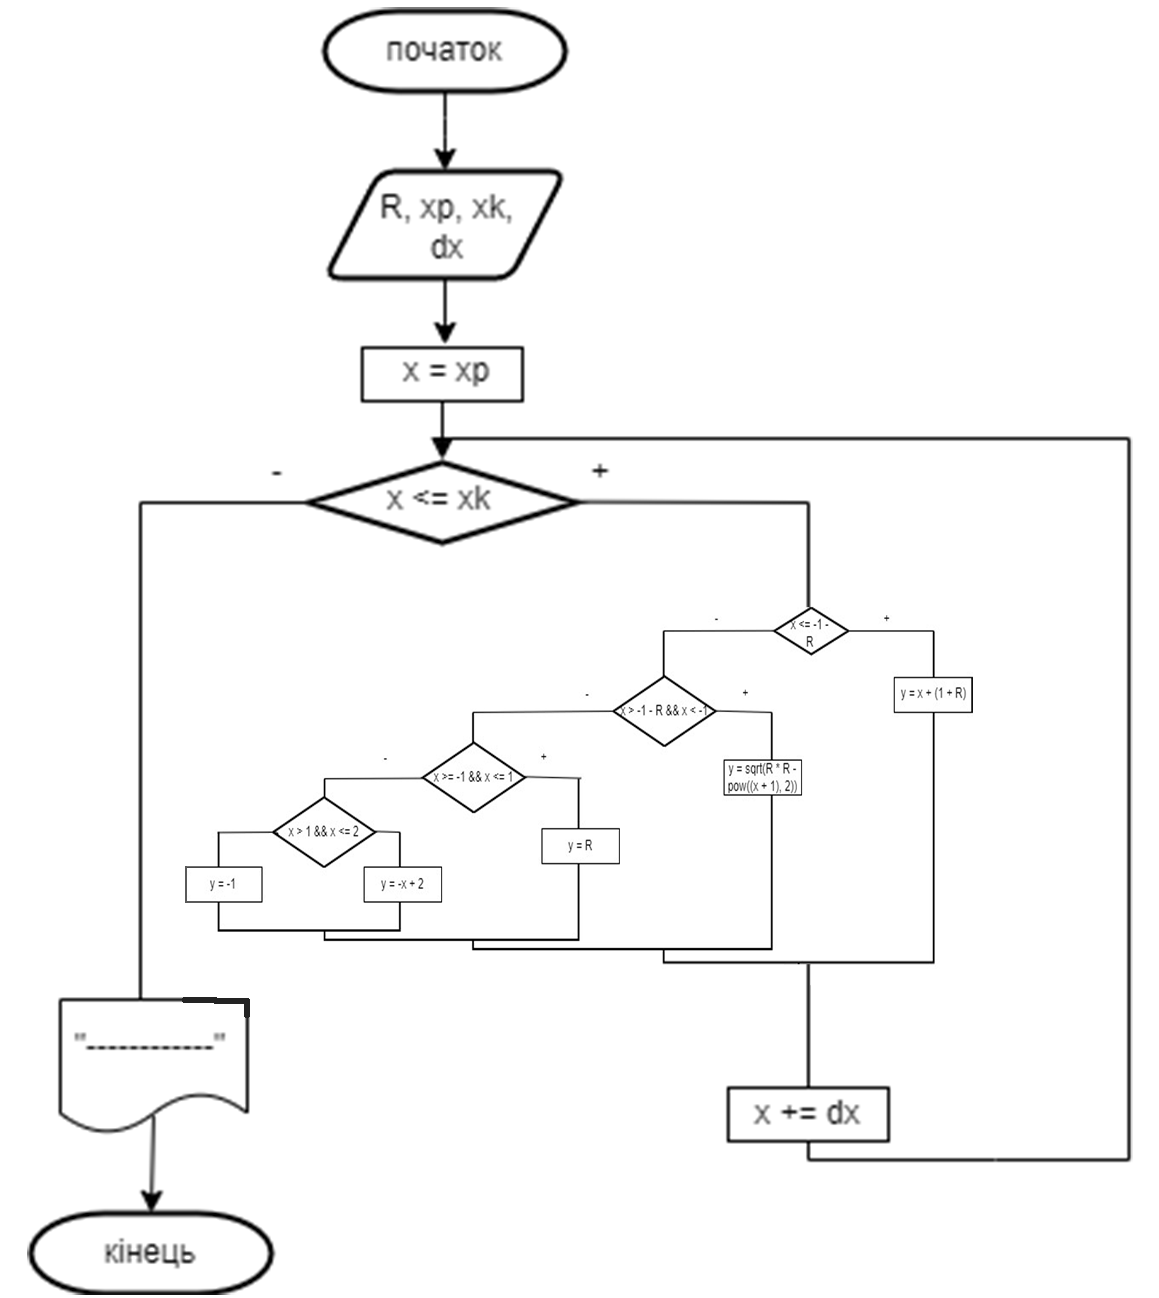 початок
R, xp, xk,
dx
x = xp
-
+
x <= xk
-
+
x <= -1 -
R
y = x + (1 + R)
-
+
x > -1 - R && x < -1
y = sqrt(R * R -
pow((x + 1), 2))
-
+
x >= -1 && x <= 1
y = R
x > 1 && x <= 2
y = -1
y = -x + 2
"------------"
x += dx
кінець